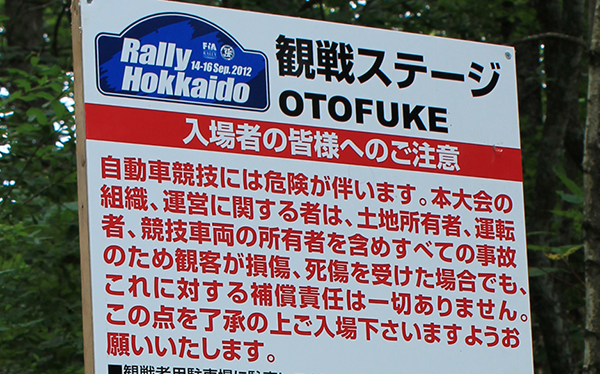 Rally
Hokkaido
FIA
14-16 Sep. 2012
観戦ステージ
OTOFUKE
入場者の皆様へのご注意
自動車競技には危険が伴います。本大会の
組織、運営に関する者は、土地所有者、運転
者、競技車両の所有者を含めすべての事故
のため観客が損傷、死傷を受けた場合でも、
これに対する補償責任は一切ありません。
この点を了承の上ご入場下さいますようお
願いいたします。